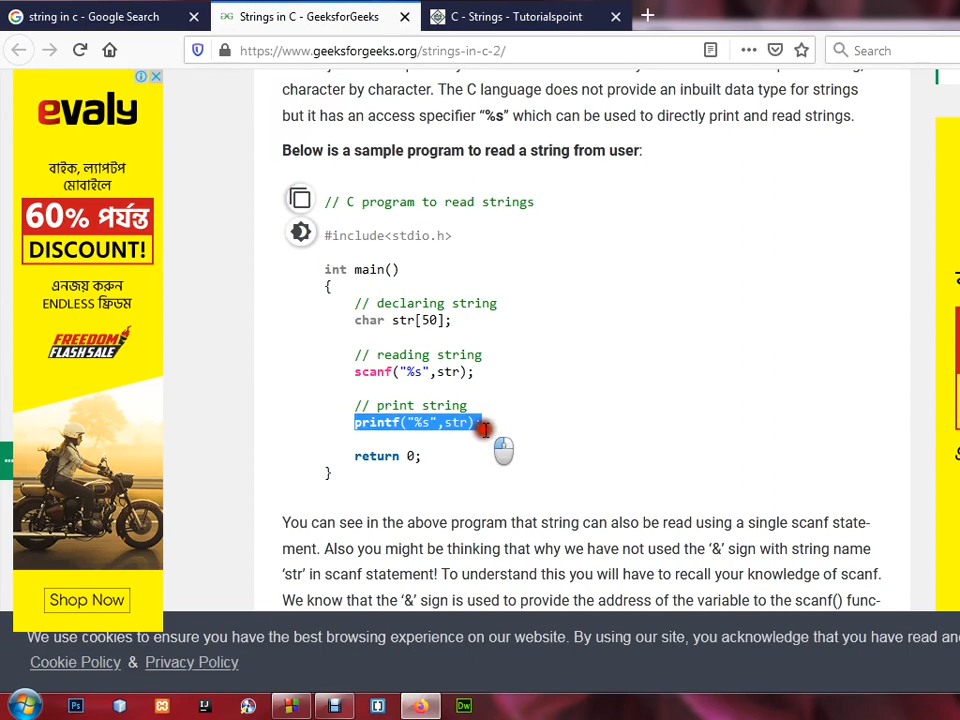 string in c - Google Search
Strings in C - GeeksforGeeks
C - Strings - Tutorialspoint
https://www.geeksforgeeks.org/strings-in-c-2/
Search
evaly
বাইক, ল্যাপটপ
মোবাইলে
60% পর্যন্ত
DISCOUNT!
এনজয় করুন
ENDLESS ফ্রিডম
FREEDOM
FLASH SALE
Shop Now
character by character. The C language does not provide an inbuilt data type for strings
but it has an access specifier “%s” which can be used to directly print and read strings.
Below is a sample program to read a string from user:
// C program to read strings
#include<stdio.h>
int main()
{
// declaring string
char str[50];
// reading string
scanf("%s",str);
// print string
printf("%s",str);
return 0;
}
You can see in the above program that string can also be read using a single scanf state-
ment. Also you might be thinking that why we have not used the ‘&’ sign with string name
‘str’ in scanf statement! To understand this you will have to recall your knowledge of scanf.
We know that the ‘&’ sign is used to provide the address of the variable to the scanf() func-
We use cookies to ensure you have the best browsing experience on our website. By using our site, you acknowledge that you have read and
Cookie Policy & Privacy Policy
Ps
IJ
Dw